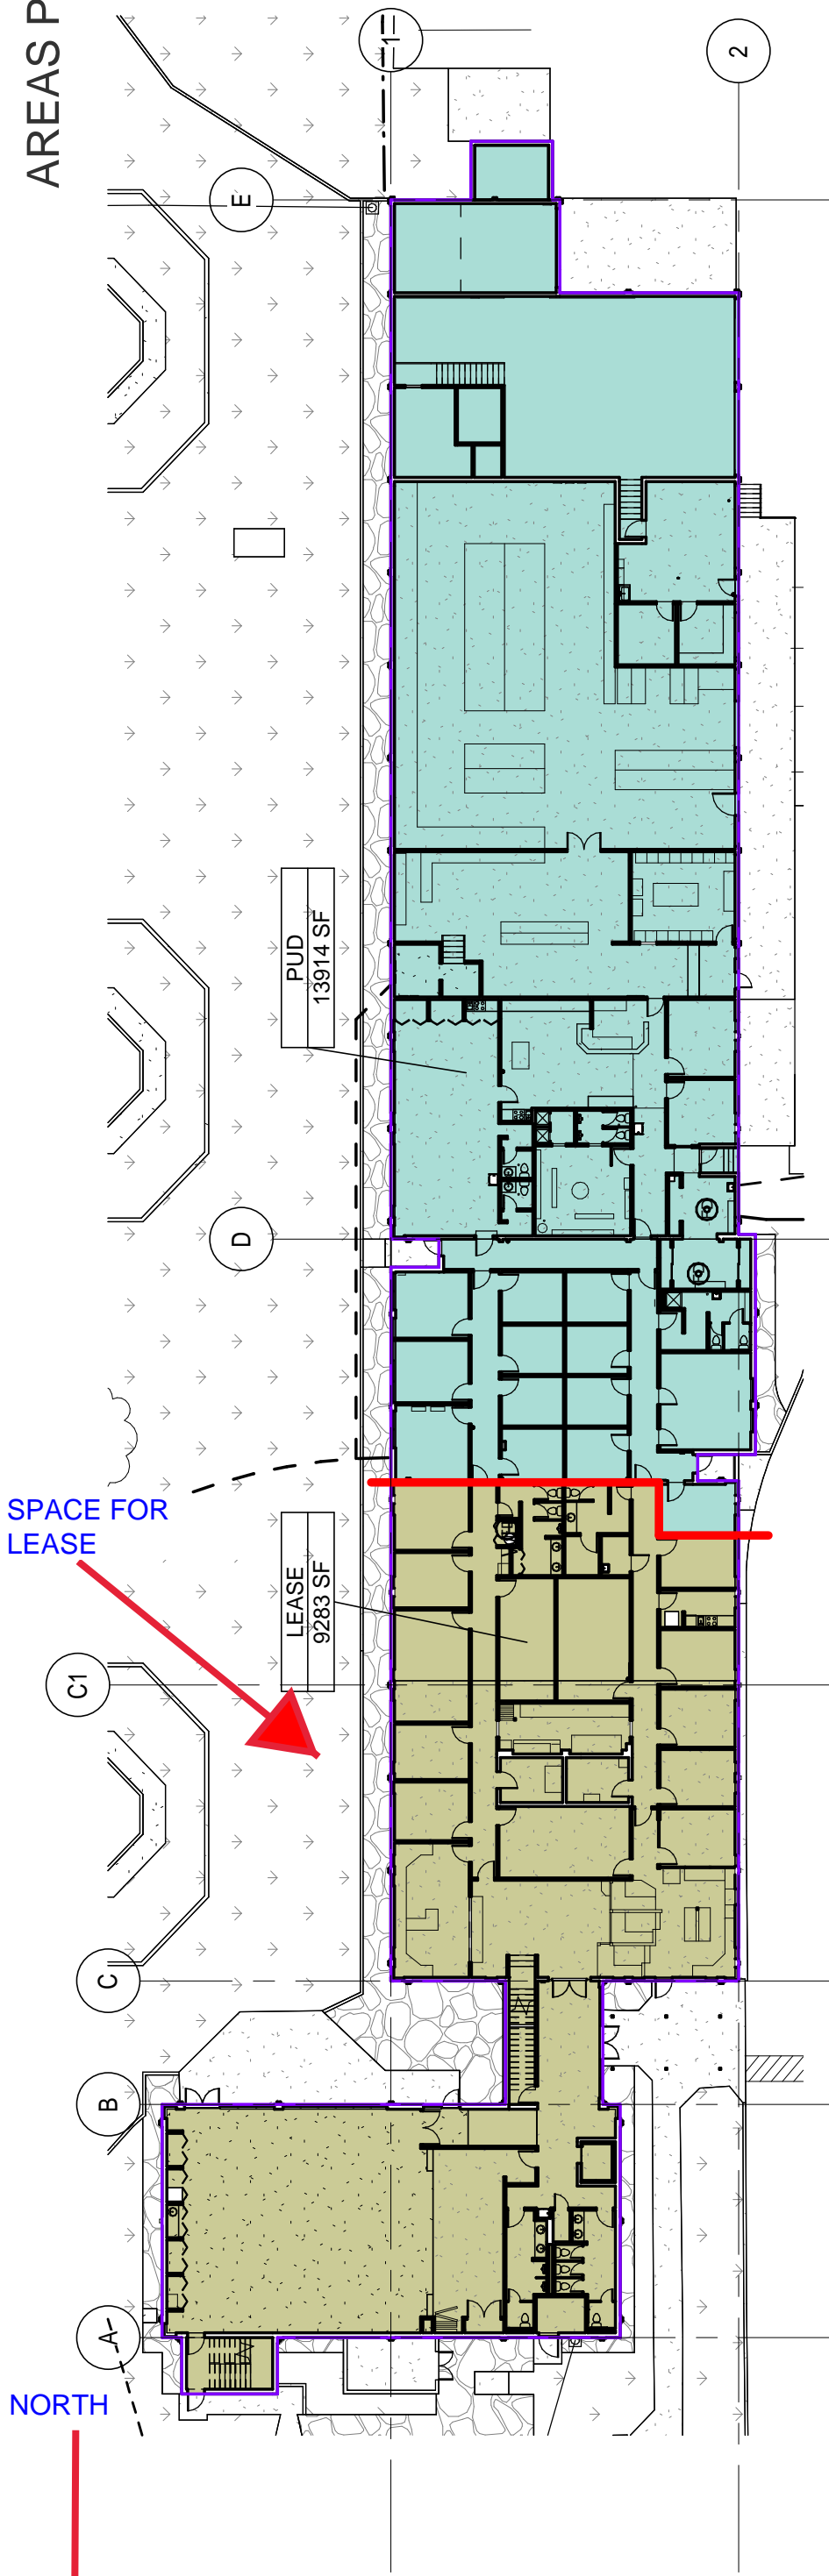 AREAS P
1
2
E
PUD
13914 SF
D
SPACE FOR
LEASE
LEASE
9283 SF
C1
C
B
A
NORTH